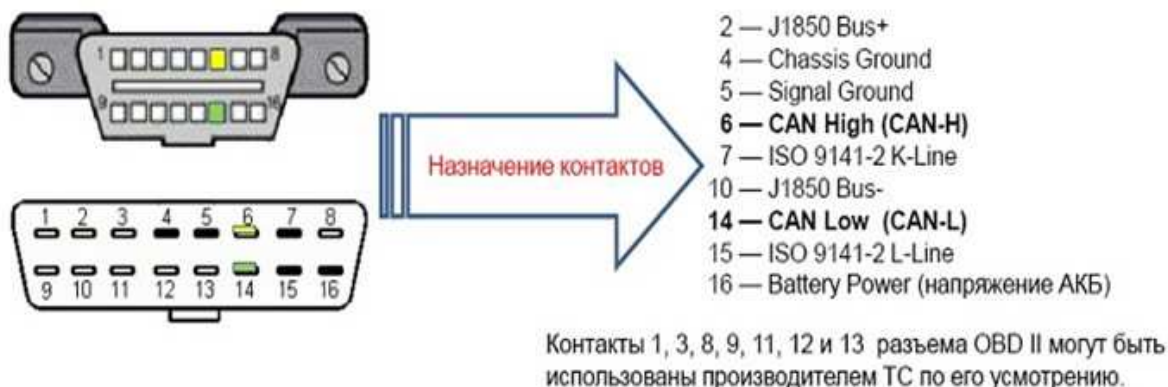 1 8
9 16
1 2 3 4 5 6 7 8
9 10 11 12 13 14 15 16
Назначение контактов
2 — J1850 Bus+
4 — Chassis Ground
5 — Signal Ground
6 — CAN High (CAN-H)
7 — ISO 9141-2 K-Line
10 — J1850 Bus-
14 — CAN Low (CAN-L)
15 — ISO 9141-2 L-Line
16 — Battery Power (напряжение АКБ)
Контакты 1, 3, 8, 9, 11, 12 и 13 разъема OBD II могут быть
использованы производителем ТС по его усмотрению.